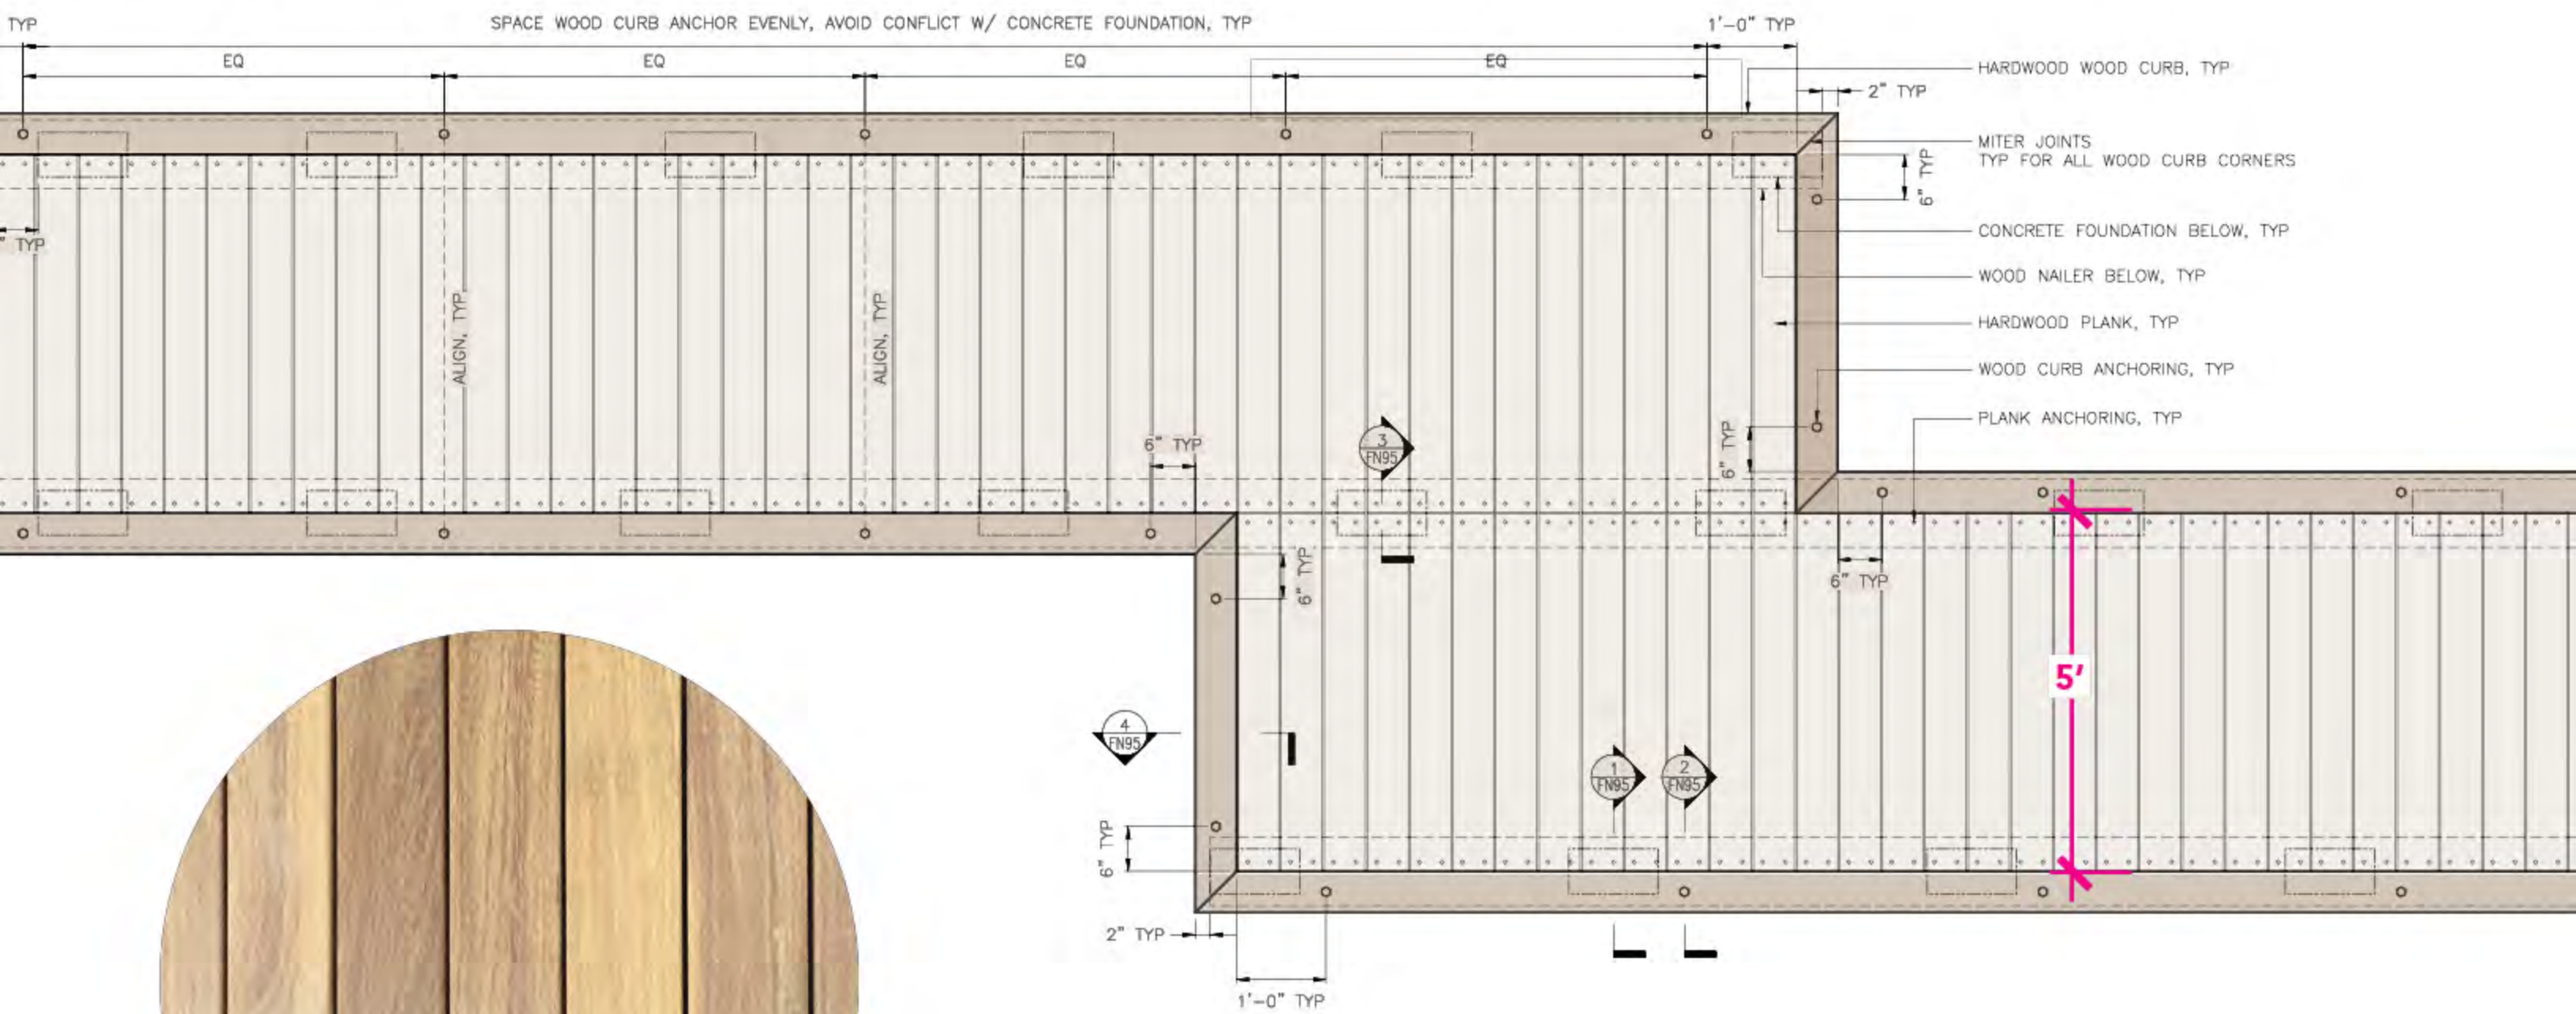 TYP
SPACE WOOD CURB ANCHOR EVENLY, AVOID CONFLICT W/ CONCRETE FOUNDATION, TYP
1'-0" TYP
EQ
EQ
EQ
EQ
HARDWOOD WOOD CURB, TYP
2" TYP
MITER JOINTS
TYP FOR ALL WOOD CURB CORNERS
6" TYP
CONCRETE FOUNDATION BELOW, TYP
" TYP
WOOD NAILER BELOW, TYP
ALIGN, TYP
ALIGN, TYP
HARDWOOD PLANK, TYP
WOOD CURB ANCHORING, TYP
PLANK ANCHORING, TYP
6" TYP
3
FN95
6" TYP
6" TYP
6" TYP
5'
4
FN95
1
FN95
2
FN95
6" TYP
2" TYP
1'-0" TYP